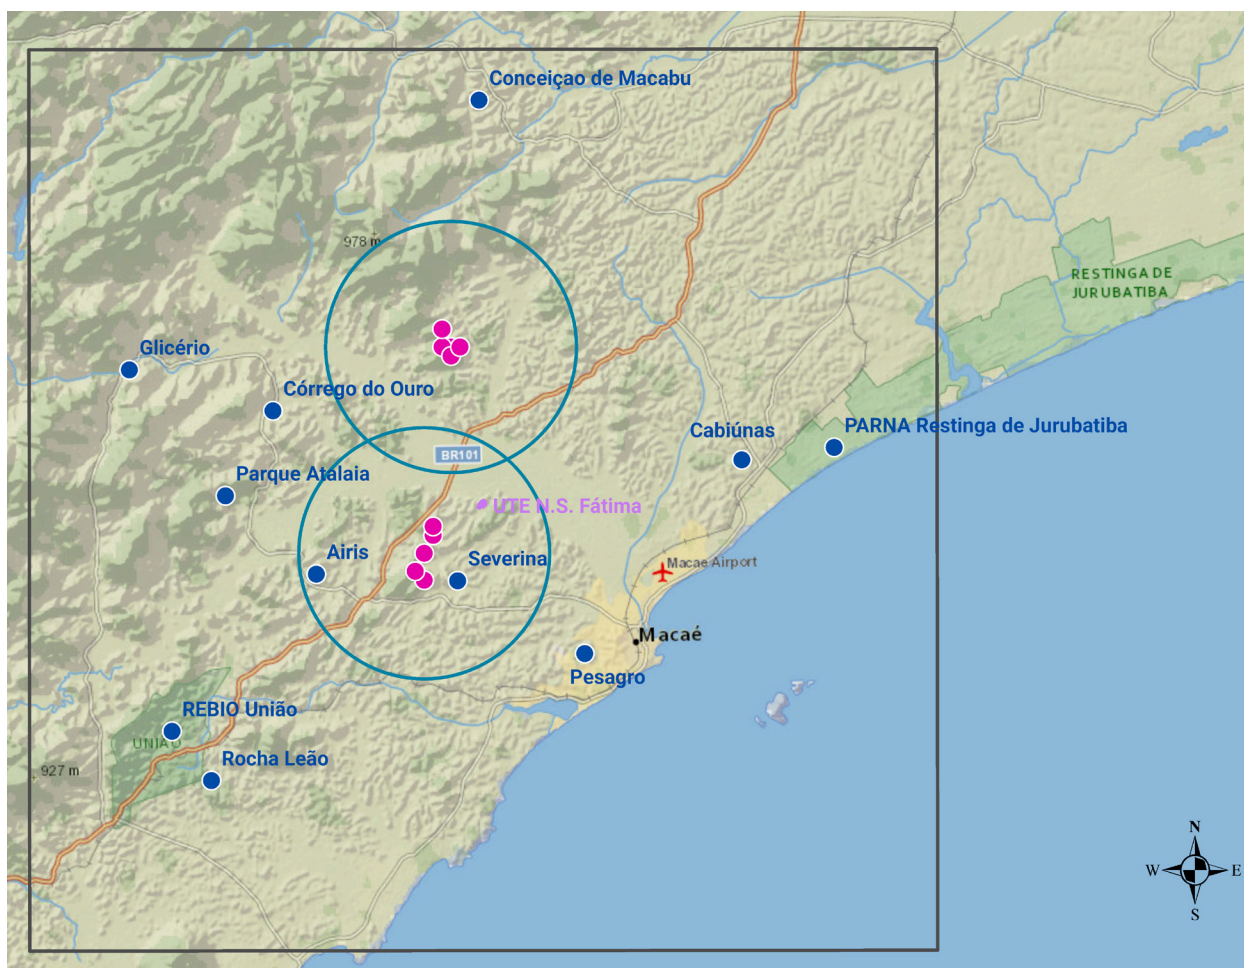 Conceiçao de Macabu
978 m
RESTINGA DE
JURUBATIBA
Glicério
Córrego do Ouro
PARNA Restinga de Jurubatiba
Cabiúnas
BR101
Parque Atalaia
UTE N.S. Fátima
Airis
Severina
Macae Airport
Macaé
Pesagro
REBIO União
UNIÃO
Rocha Leão
927 m
N
W
E
S